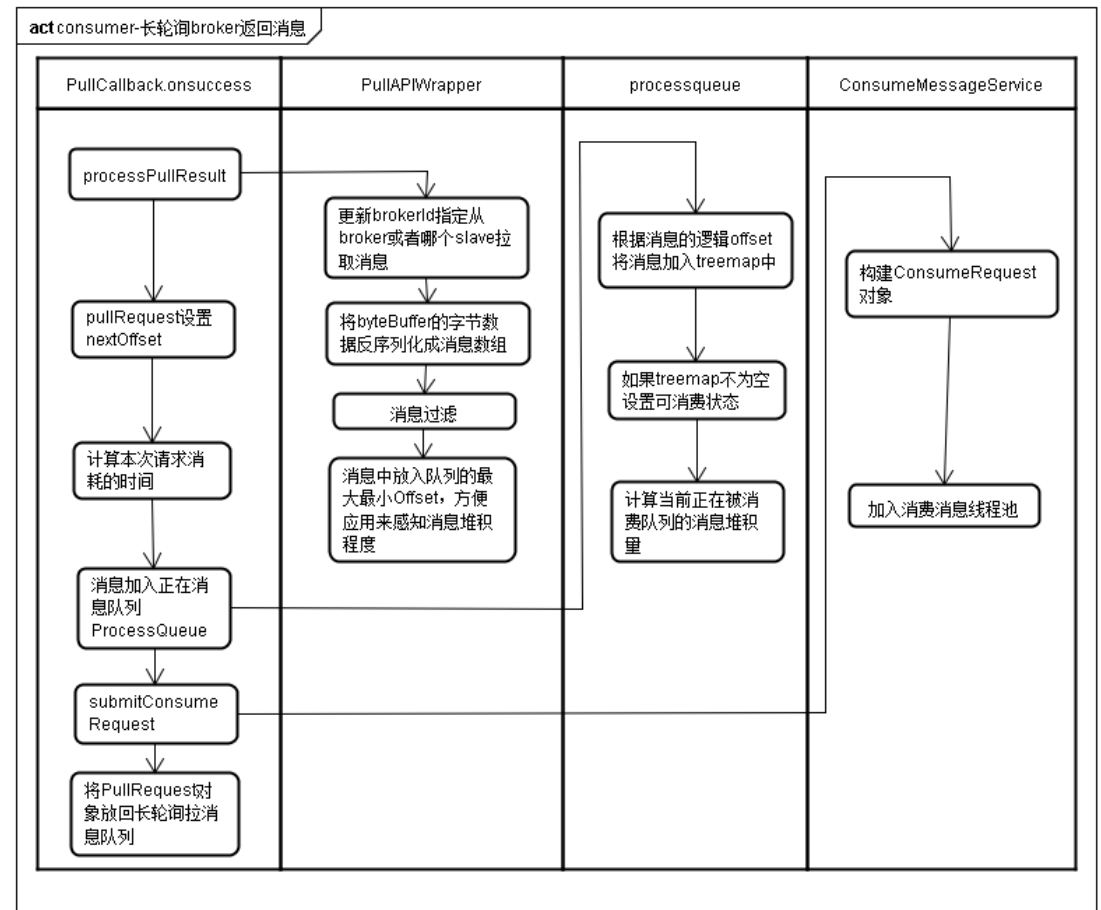 act consumer-长轮询broker返回消息
PullCallback.onsuccess
PullAPIWrapper
processqueue
ConsumeMessageService
processPullResult
pullRequest设置
nextOffset
计算本次请求消
耗的时间
消息加入正在消
息队列
ProcessQueue
submitConsume
Request
将PullRequest对
象放回长轮询拉消
息队列
更新brokerId指定从
broker或者哪个slave拉
取消息
将byteBuffer的字节数
据反序列化成消息数组
消息过滤
消息中放入队列的最
大最小Offset，方便
应用来感知消息堆积
程度
根据消息的逻辑offset
将消息加入treemap中
如果treemap不为空
设置可消费状态
计算当前正在被消
费队列的消息堆积
量
构建ConsumeRequest
对象
加入消费消息线程池